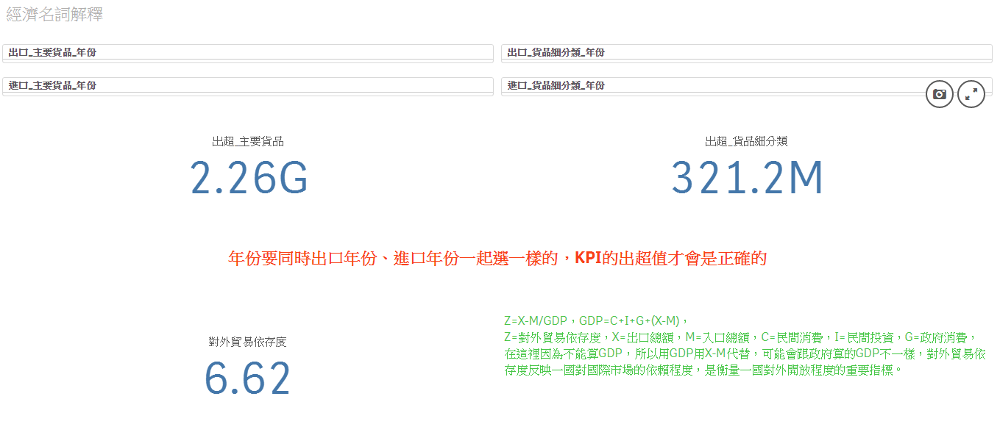 經濟名詞解釋
出口_主要貨品_年份
出口_貨品細分類_年份
進口_主要貨品_年份
進口_貨品細分類_年份
出超_主要貨品
出超_貨品細分類
2.26G
321.2M
年份要同時出口年份、進口年份一起選一樣的，KPI的出超值才會是正確的
對外貿易依存度
6.62
Z=X-M/GDP，GDP=C+I+G+(X-M)，
Z=對外貿易依存度，X=出口總額，M=入口總額，C=民間消費，I=民間投資，G=政府消費，
在這裡因為不能算GDP，所以用GDP用X-M代替，可能會跟政府算的GDP不一樣，對外貿易依
存度反映一國對國際市場的依賴程度，是衡量一國對外開放程度的重要指標。